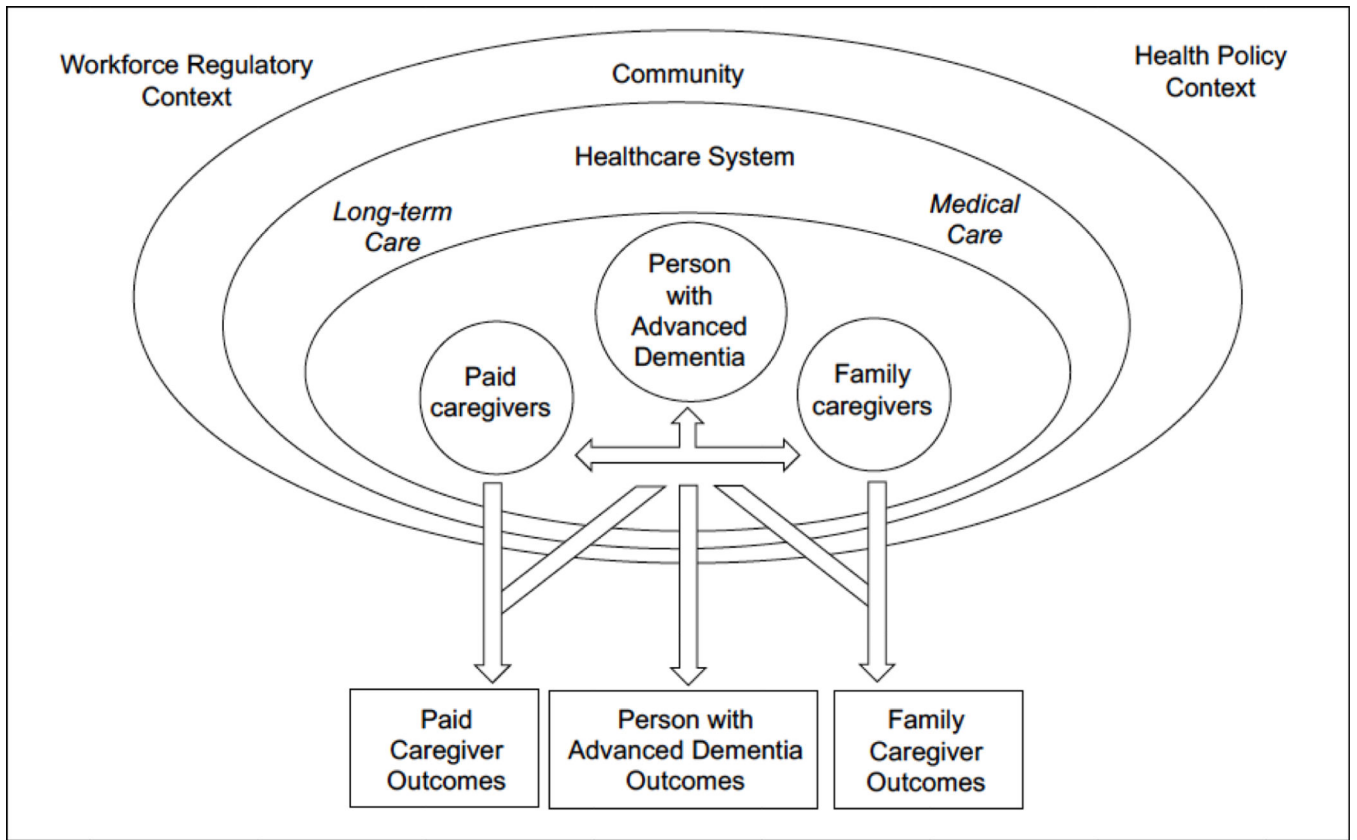 Workforce Regulatory
Context
Community
Health Policy
Context
Healthcare System
Long-term
Care
Medical
Care
Person
with
Advanced
Dementia
Paid
caregivers
Family
caregivers
Paid
Caregiver
Outcomes
Person with
Advanced Dementia
Outcomes
Family
Caregiver
Outcomes